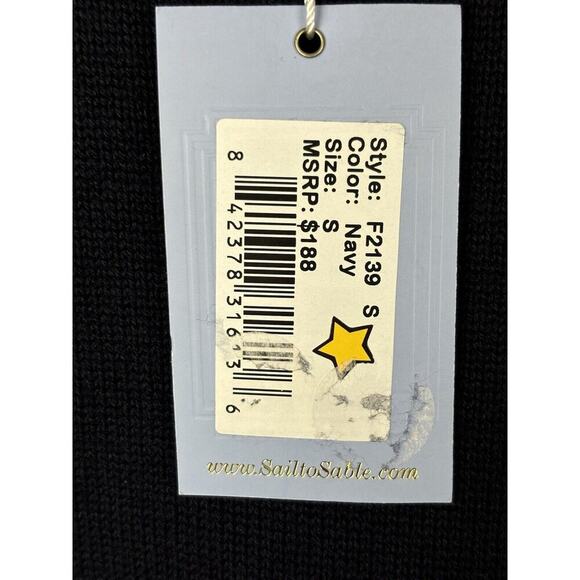 Style: F2139 S
Color: Navy
Size: S
MSRP: $188
8 42378 31613 6
www.SailtoSable.com